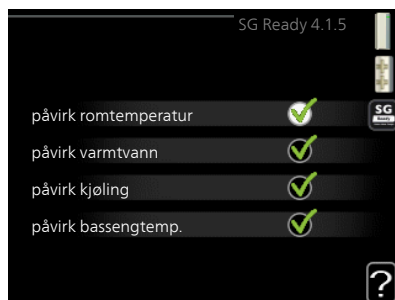 SG Ready 4.1.5
SG
Ready
påvirk romtemperatur
påvirk varmtvann
påvirk kjøling
påvirk bassengtemp.
?